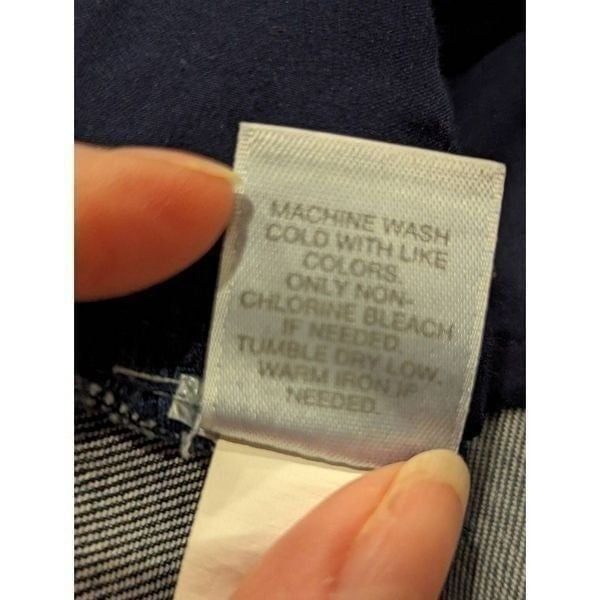 MACHINE WASH
COLD WITH LIKE
COLORS.
ONLY NON-
CHLORINE BLEACH
IF NEEDED.
TUMBLE DRY LOW.
WARM IRON IF
NEEDED.